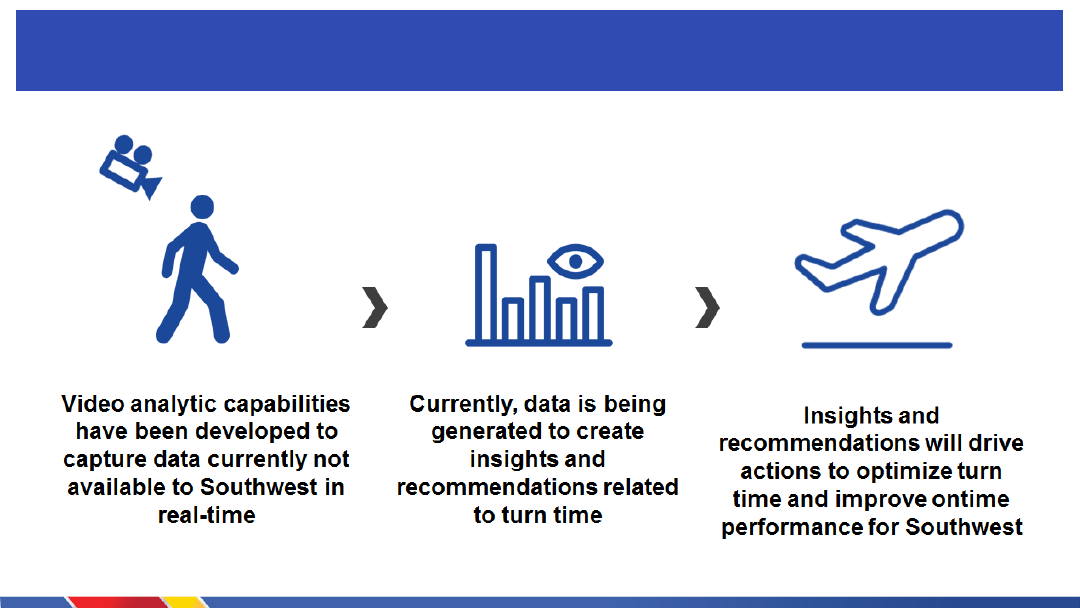 Video analytic capabilities
have been developed to
capture data currently not
available to Southwest in
real-time
Currently, data is being
generated to create
insights and
recommendations related
to turn time
Insights and
recommendations will drive
actions to optimize turn
time and improve ontime
performance for Southwest